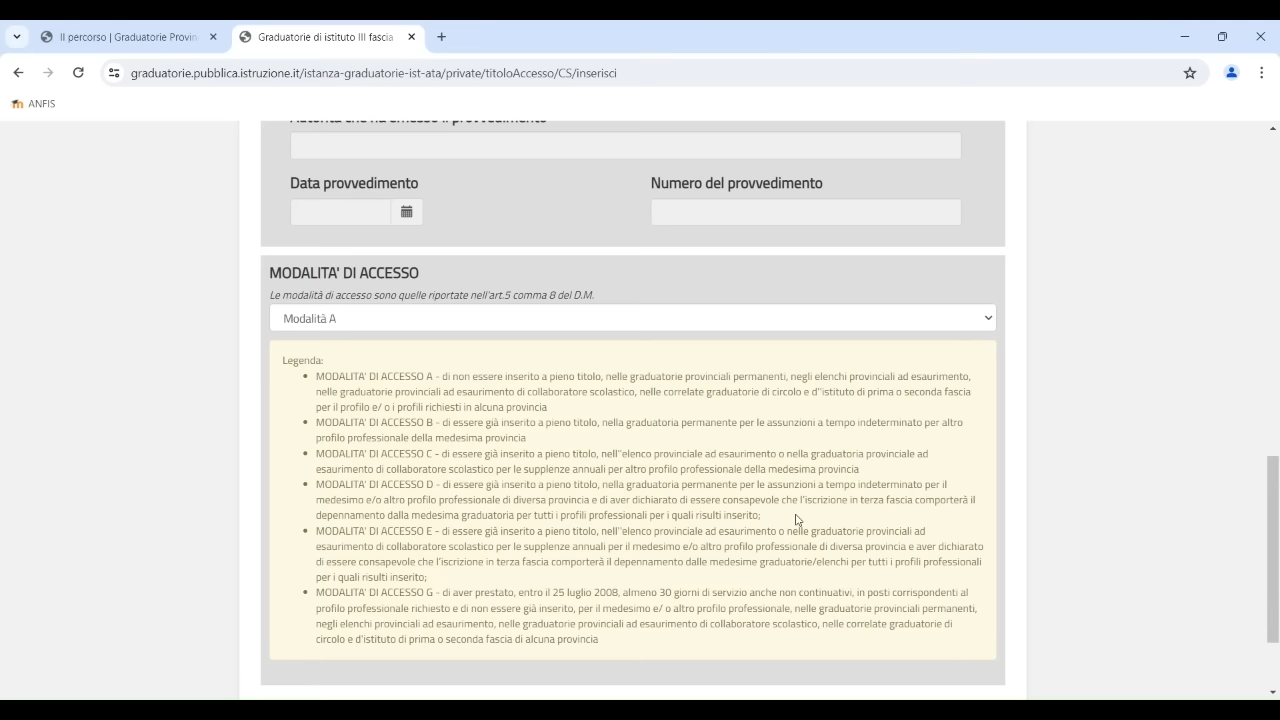 Il percorso | Graduatorie Provin
Graduatorie di istituto III fascia
graduatorie.pubblica.istruzione.it/istanza-graduatorie-ist-ata/private/titoloAccesso/CS/inserisci
ANFIS
Autorità che ha emesso il provvedimento
Data provvedimento
Numero del provvedimento
MODALITA' DI ACCESSO
Le modalità di accesso sono quelle riportate nell'art.5 comma 8 del D.M.
Modalità A
Legenda:
MODALITA' DI ACCESSO A - di non essere inserito a pieno titolo, nelle graduatorie provinciali permanenti, negli elenchi provinciali ad esaurimento,
nelle graduatorie provinciali ad esaurimento di collaboratore scolastico, nelle correlate graduatorie di circolo e d''istituto di prima o seconda fascia
per il profilo e/ o i profili richiesti in alcuna provincia
MODALITA' DI ACCESSO B - di essere già inserito a pieno titolo, nella graduatoria permanente per le assunzioni a tempo indeterminato per altro
profilo professionale della medesima provincia
MODALITA' DI ACCESSO C - di essere già inserito a pieno titolo, nell''elenco provinciale ad esaurimento o nella graduatoria provinciale ad
esaurimento di collaboratore scolastico per le supplenze annuali per altro profilo professionale della medesima provincia
MODALITA' DI ACCESSO D - di essere già inserito a pieno titolo, nella graduatoria permanente per le assunzioni a tempo indeterminato per il
medesimo e/o altro profilo professionale di diversa provincia e di aver dichiarato di essere consapevole che l'iscrizione in terza fascia comporterà il
depennamento dalla medesima graduatoria per tutti i profili professionali per i quali risulti inserito;
MODALITA' DI ACCESSO E - di essere già inserito a pieno titolo, nell''elenco provinciale ad esaurimento o nelle graduatorie provinciali ad
esaurimento di collaboratore scolastico per le supplenze annuali per il medesimo e/o altro profilo professionale di diversa provincia e aver dichiarato
di essere consapevole che l'iscrizione in terza fascia comporterà il depennamento dalle medesime graduatorie/elenchi per tutti i profili professionali
per i quali risulti inserito;
MODALITA' DI ACCESSO G - di aver prestato, entro il 25 luglio 2008, almeno 30 giorni di servizio anche non continuativi, in posti corrispondenti al
profilo professionale richiesto e di non essere già inserito, per il medesimo e/ o altro profilo professionale, nelle graduatorie provinciali permanenti,
negli elenchi provinciali ad esaurimento, nelle graduatorie provinciali ad esaurimento di collaboratore scolastico, nelle correlate graduatorie di
circolo e d'istituto di prima o seconda fascia di alcuna provincia